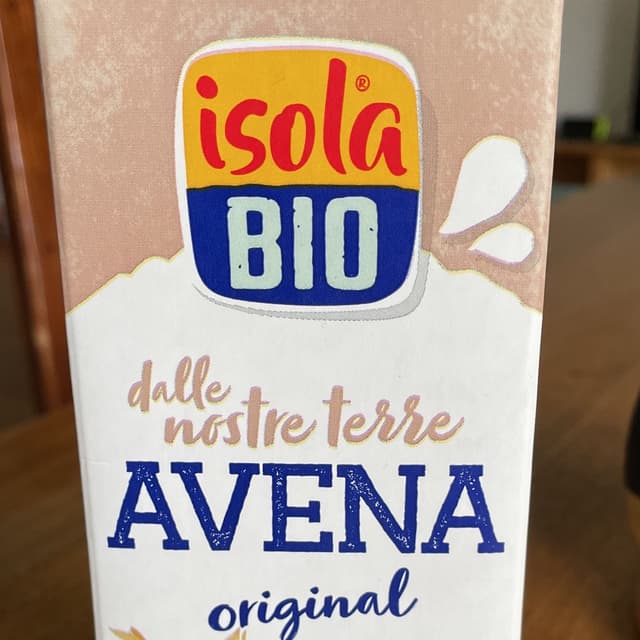 isola®
BIO
dalle
nostre terre
AVENA
original